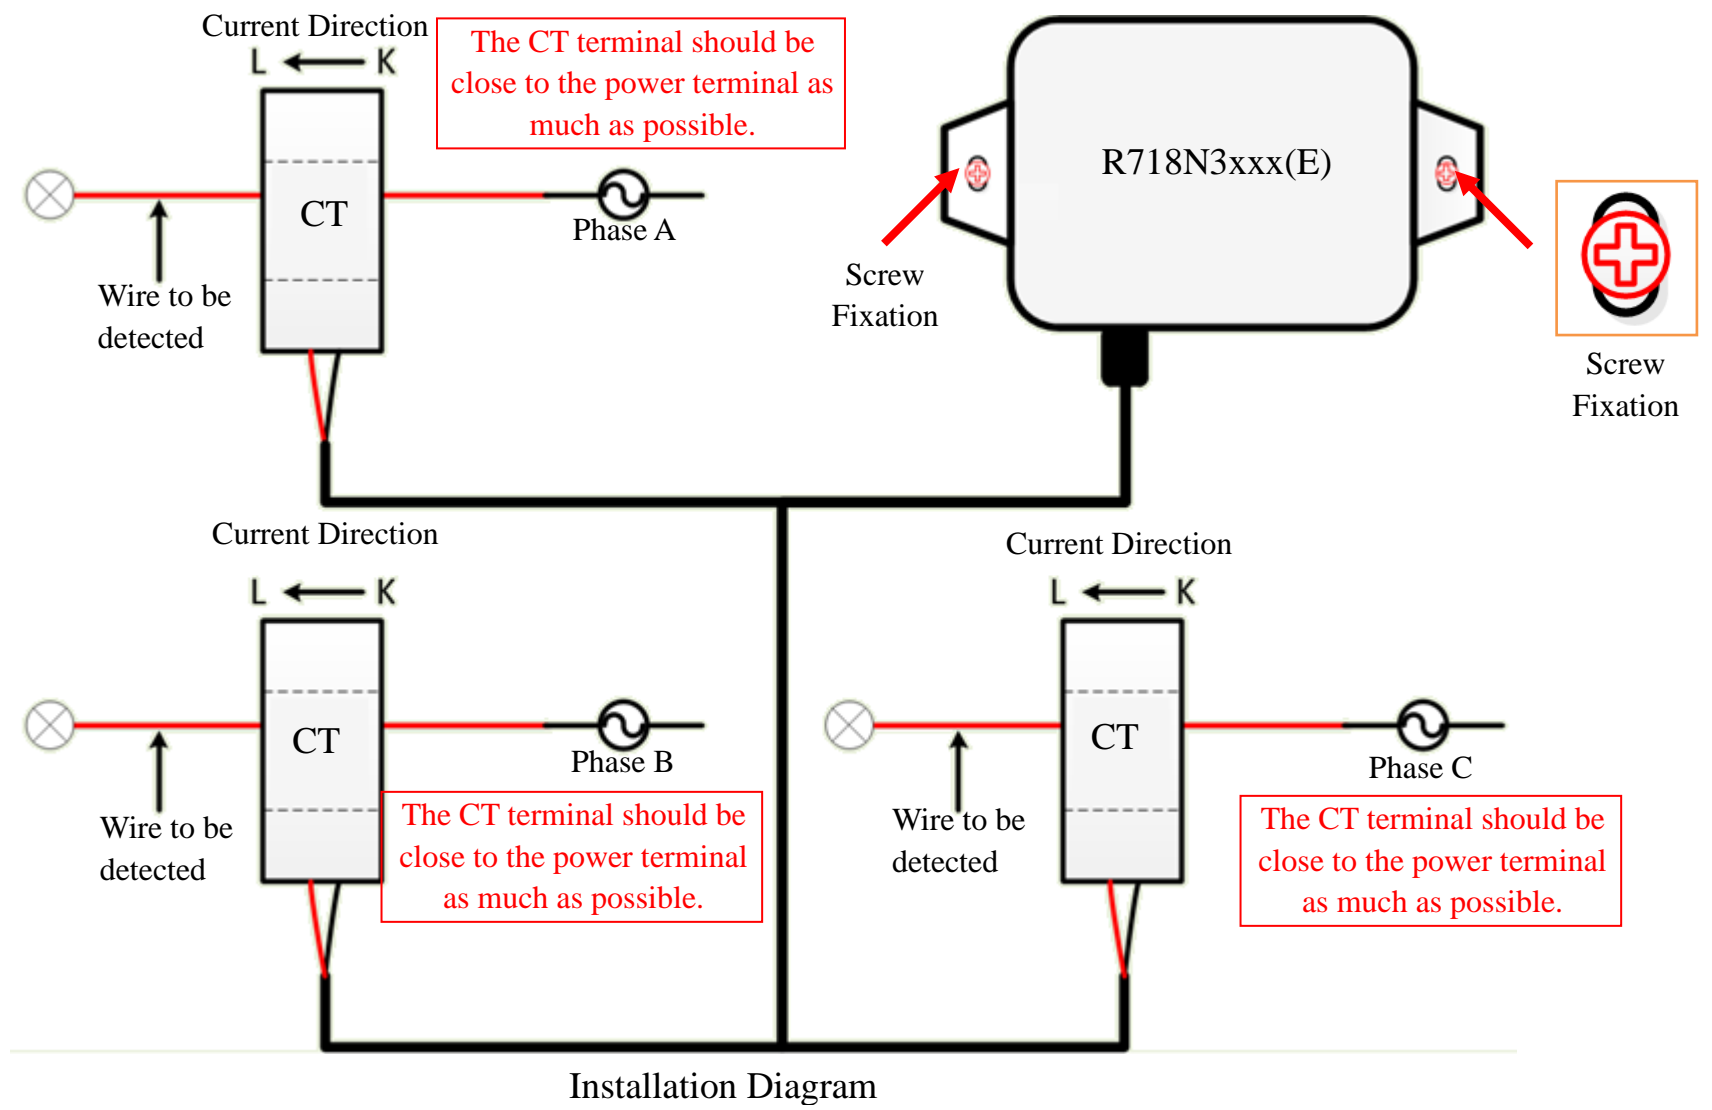 Current Direction
L K
The CT terminal should be
close to the power terminal as
much as possible.
CT
Phase A
Wire to be
detected
R718N3xxx(E)
Screw
Fixation
Screw
Fixation
Current Direction
L K
CT
Phase B
Wire to be
detected
The CT terminal should be
close to the power terminal
as much as possible.
Current Direction
L K
CT
Phase C
Wire to be
detected
The CT terminal should be
close to the power terminal
as much as possible.
Installation Diagram